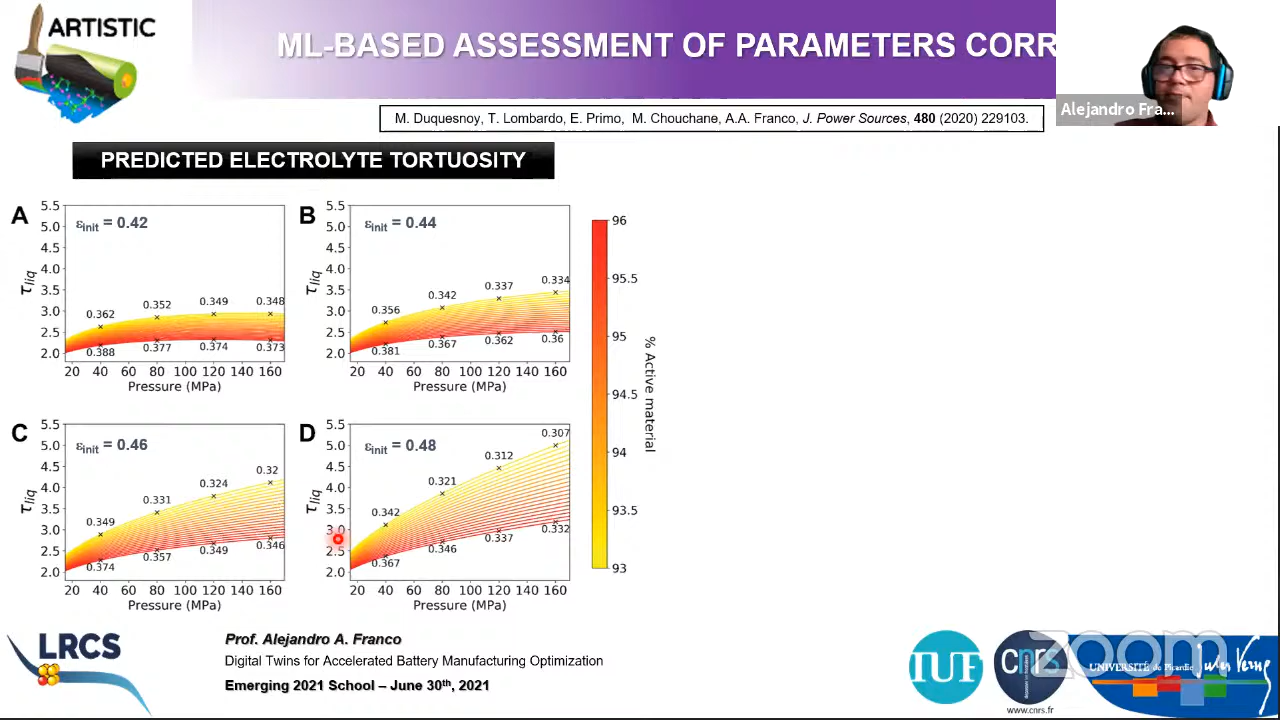 ARTISTIC
ML-BASED ASSESSMENT OF PARAMETERS CORR
Alejandro Fra...
M. Duquesnoy, T. Lombardo, E. Primo, M. Chouchane, A.A. Franco, J. Power Sources, 480 (2020) 229103.
PREDICTED ELECTROLYTE TORTUOSITY
A
εinit = 0.42
5.5
5.0
4.5
4.0
3.5
3.0
2.5
2.0
τliq
0.362 0.352 0.349 0.348
0.388 0.377 0.374 0.373
20 40 60 80 100 120 140 160
Pressure (MPa)
B
εinit = 0.44
5.5
5.0
4.5
4.0
3.5
3.0
2.5
2.0
τliq
0.356 0.342 0.337 0.334
0.381 0.367 0.362 0.36
20 40 60 80 100 120 140 160
Pressure (MPa)
96
95.5
95
94.5
94
93.5
93
% Active material
C
εinit = 0.46
5.5
5.0
4.5
4.0
3.5
3.0
2.5
2.0
τliq
0.349 0.331 0.324 0.32
0.374 0.357 0.349 0.346
20 40 60 80 100 120 140 160
Pressure (MPa)
D
εinit = 0.48
5.5
5.0
4.5
4.0
3.5
3.0
2.5
2.0
τliq
0.342 0.321 0.312 0.307
0.367 0.346 0.337 0.332
20 40 60 80 100 120 140 160
Pressure (MPa)
LRCS
Prof. Alejandro A. Franco
Digital Twins for Accelerated Battery Manufacturing Optimization
Emerging 2021 School – June 30th, 2021
IUF
cnrs
www.cnrs.fr
zoom
UNIVERSITÉ de Picardie Jules Verne